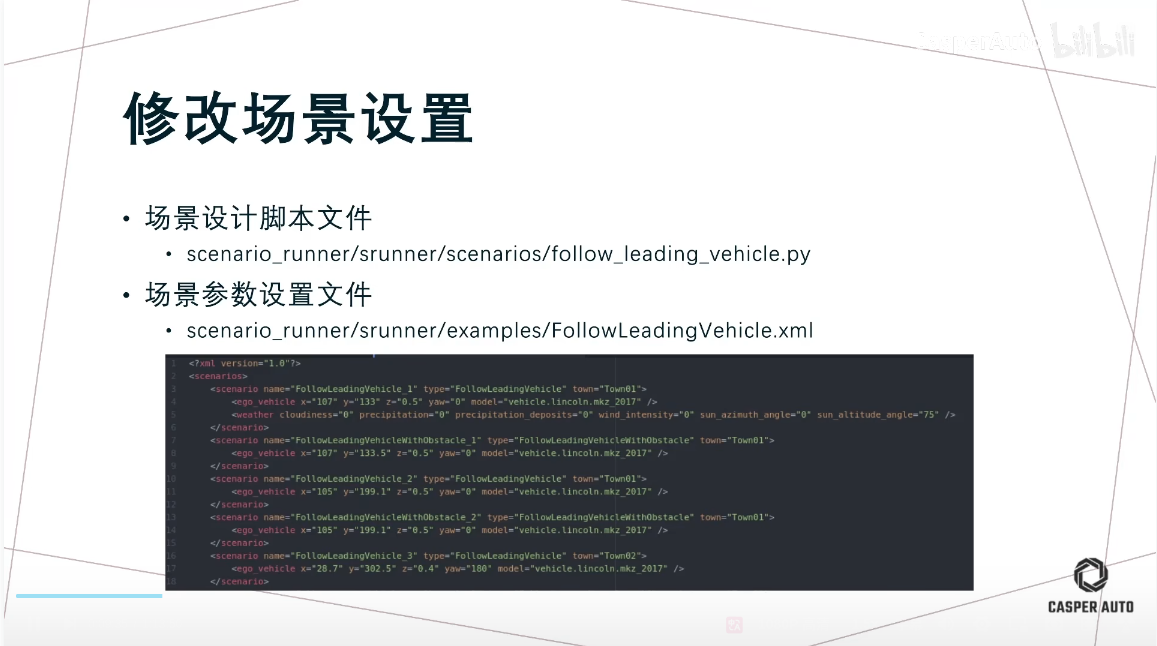 bilibili
修改场景设置
• 场景设计脚本文件
• scenario_runner/srunner/scenarios/follow_leading_vehicle.py
• 场景参数设置文件
• scenario_runner/srunner/examples/FollowLeadingVehicle.xml
1 <?xml version="1.0"?>
2 <scenarios>
3 <scenario name="FollowLeadingVehicle_1" type="FollowLeadingVehicle" town="Town01">
4 <ego_vehicle x="107" y="133" z="0.5" yaw="0" model="vehicle.lincoln.mkz_2017" />
5 <weather cloudiness="0" precipitation="0" precipitation_deposits="0" wind_intensity="0" sun_azimuth_angle="0" sun_altitude_angle="75" />
6 </scenario>
7 <scenario name="FollowLeadingVehicleWithObstacle_1" type="FollowLeadingVehicleWithObstacle" town="Town01">
8 <ego_vehicle x="107" y="133.5" z="0.5" yaw="0" model="vehicle.lincoln.mkz_2017" />
9 </scenario>
10 <scenario name="FollowLeadingVehicle_2" type="FollowLeadingVehicle" town="Town01">
11 <ego_vehicle x="105" y="199.1" z="0.5" yaw="0" model="vehicle.lincoln.mkz_2017" />
12 </scenario>
13 <scenario name="FollowLeadingVehicleWithObstacle_2" type="FollowLeadingVehicleWithObstacle" town="Town01">
14 <ego_vehicle x="105" y="199.1" z="0.5" yaw="0" model="vehicle.lincoln.mkz_2017" />
15 </scenario>
16 <scenario name="FollowLeadingVehicle_3" type="FollowLeadingVehicle" town="Town02">
17 <ego_vehicle x="28.7" y="302.5" z="0.4" yaw="180" model="vehicle.lincoln.mkz_2017" />
18 </scenario>
CASPER AUTO